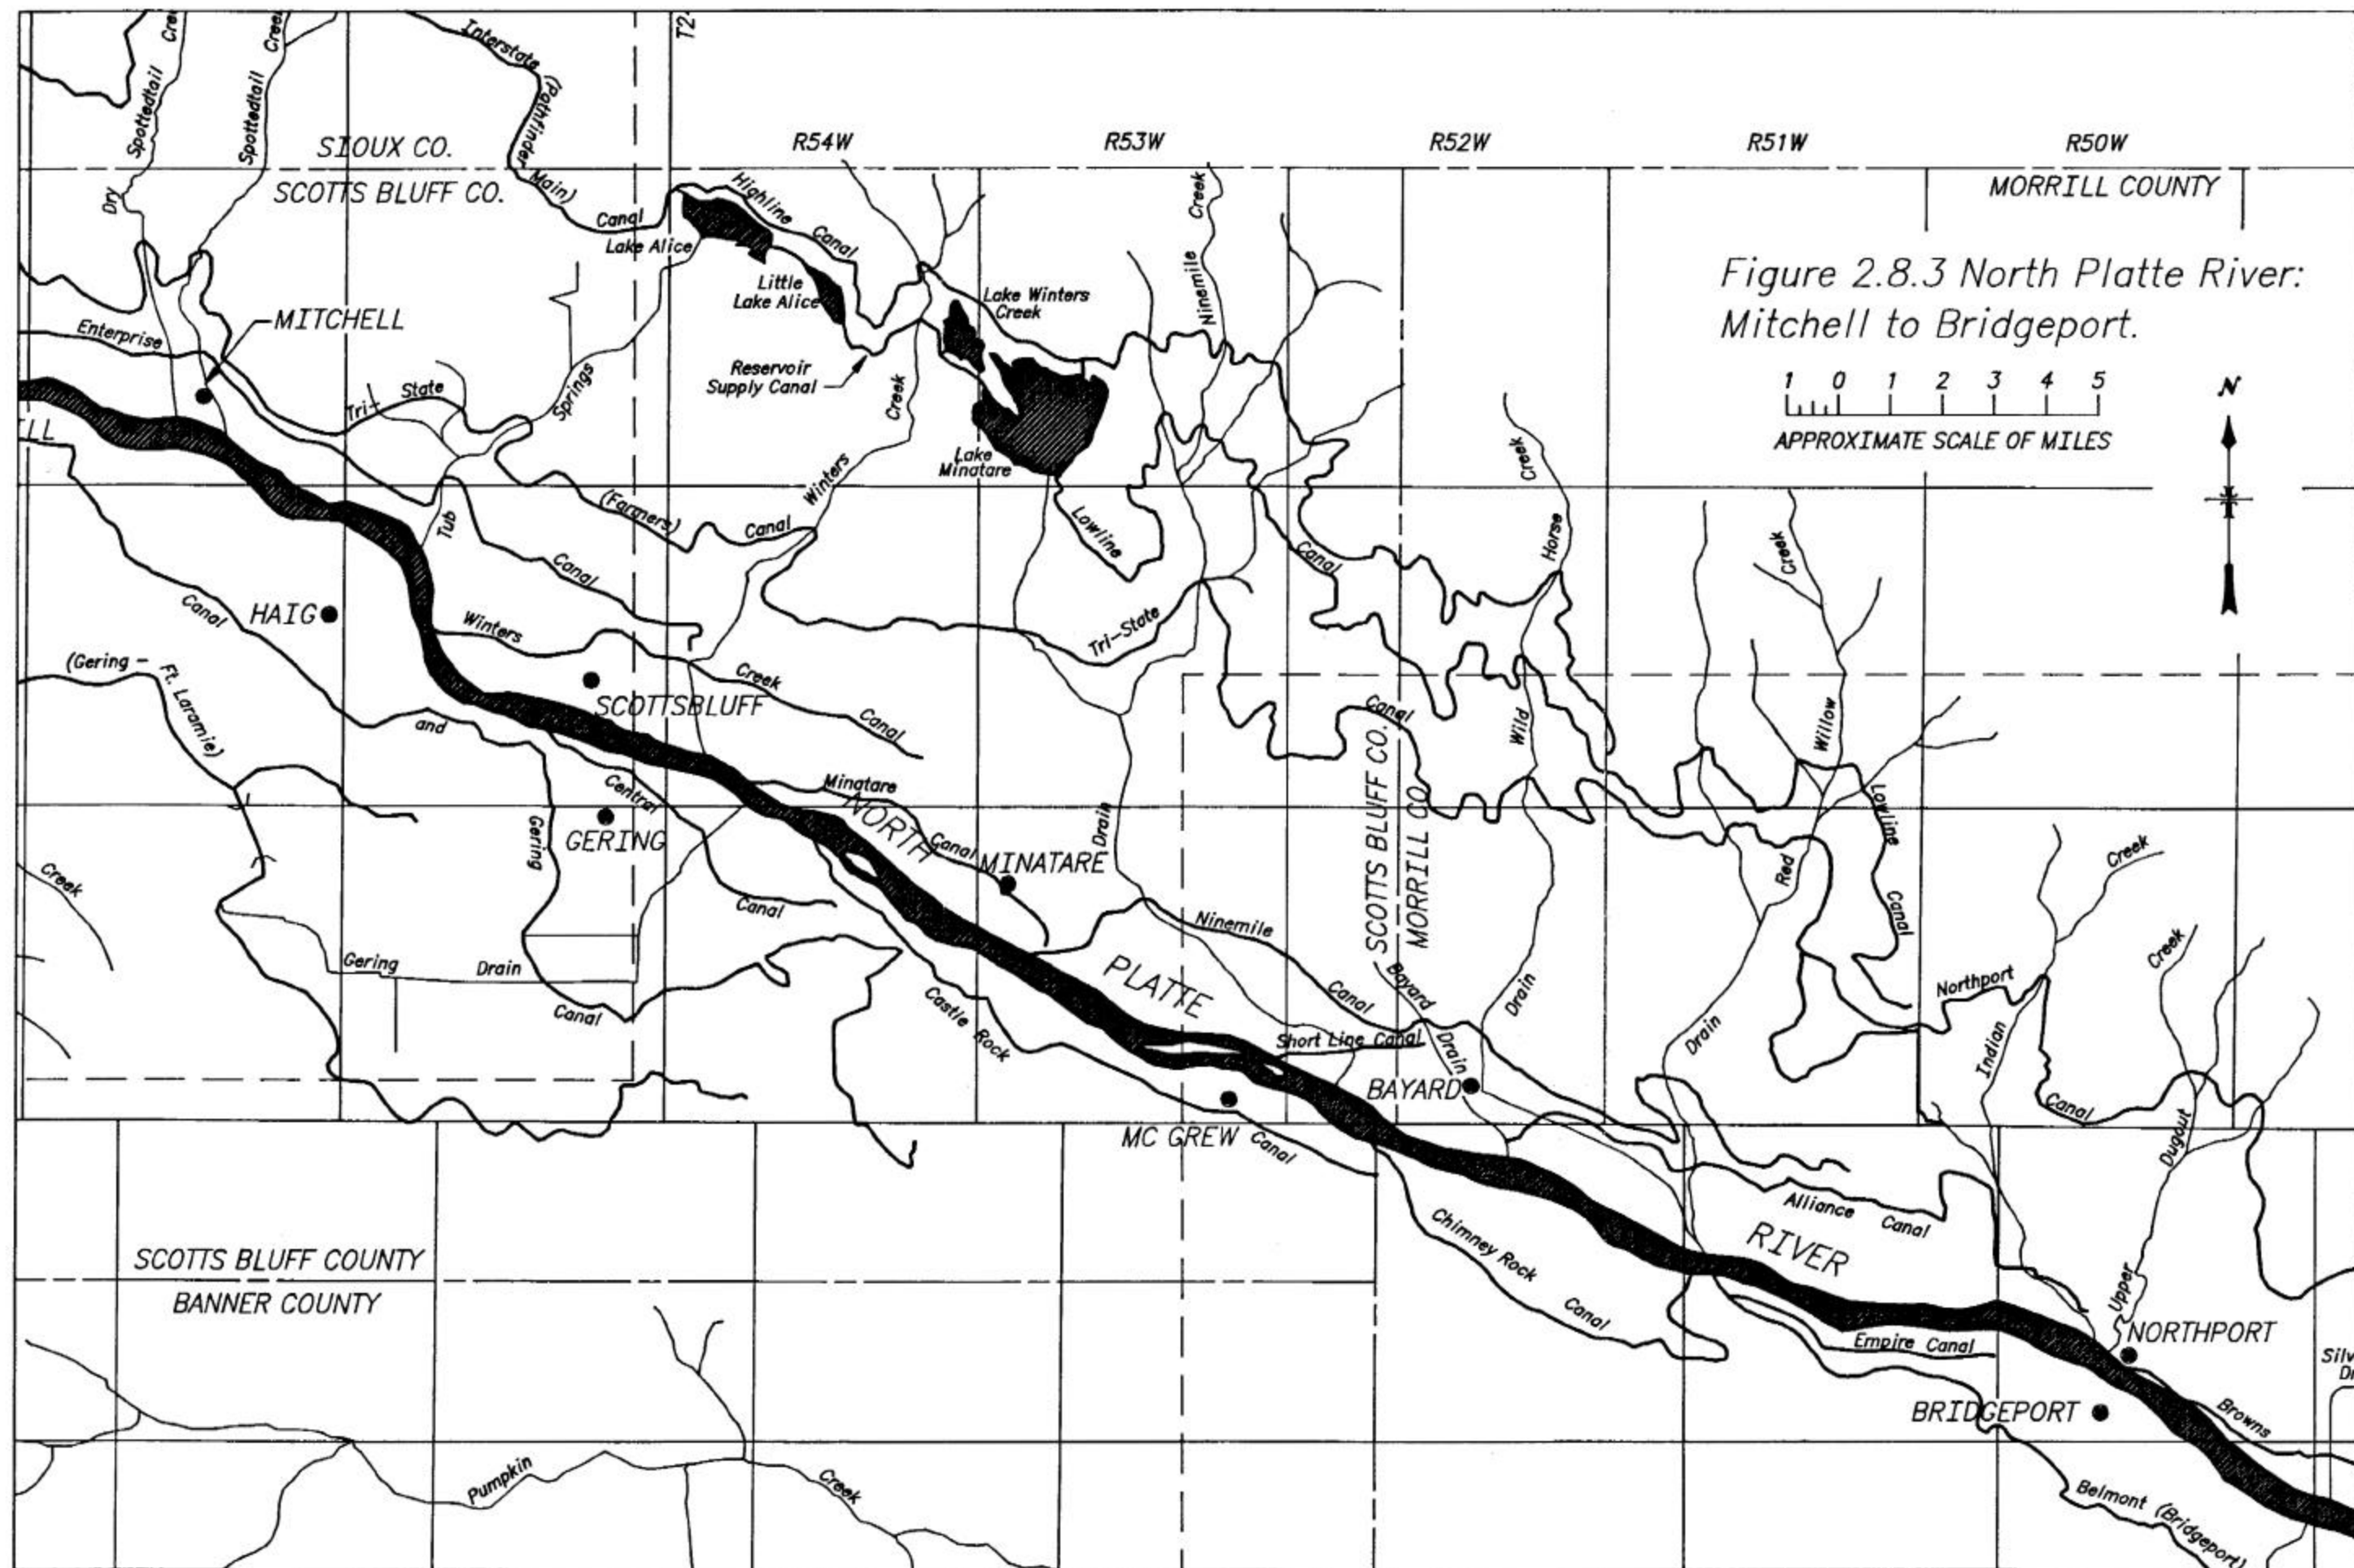 Spottedtail
Dry
Spottedtail
Interstate
(Pathfinder
Main)
Canal
SIOUX CO.
SCOTTS BLUFF CO.
R54W
R53W
R52W
R51W
R50W
MORRILL COUNTY
Figure 2.8.3 North Platte River:
Mitchell to Bridgeport.
1 0 1 2 3 4 5
APPROXIMATE SCALE OF MILES
N
Highline
Canal
Lake Alice
Little
Lake Alice
Reservoir
Supply Canal
Lake Winters
Creek
Lake
Minatare
Ninemile
Creek
MITCHELL
Enterprise
Tri-
State
Springs
Tub
(Farmers)
Canal
Winters
Creek
Lowline
Canal
Creek
Horse
Creek
Canal
Canal
HAIG
Winters
Creek
Canal
Tri-State
(Gering -
Ft. Laramie)
and
SCOTTSBLUFF
Canal
Wild
Willow
Lowline
Canal
Central
Canal
GERING
Gering
Minatare
Canal
MINATARE
Drain
NORTH
PLATTE
RIVER
SCOTTS BLUFF CO.
MORRILL CO.
Red
Drain
Creek
Creek
Gering
Drain
Canal
Ninemile
Canal
Castle Rock
Canal
Short Line Canal
Bayard
Drain
BAYARD
Drain
Northport
Canal
Indian
Creek
Dugout
Upper
MC GREW
Chimney Rock
Canal
Alliance
Canal
SCOTTS BLUFF COUNTY
BANNER COUNTY
Empire Canal
NORTHPORT
BRIDGEPORT
Browns
Belmont (Bridgeport)
Pumpkin
Creek